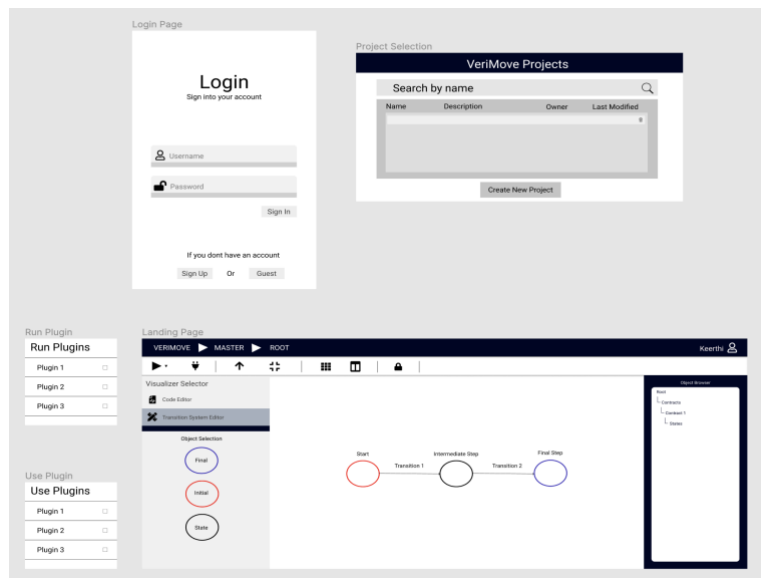 Login Page
Login
Sign into your account
Username
Password
Sign In
If you dont have an account
Sign Up Or Guest
Project Selection
VeriMove Projects
Search by name
Name Description Owner Last Modified
Create New Project
Run Plugin
Run Plugins
Plugin 1
Plugin 2
Plugin 3
Use Plugin
Use Plugins
Plugin 1
Plugin 2
Plugin 3
Landing Page
VERIMOVE MASTER ROOT
Keerthi
Visualizer Selector
Code Editor
Transition System Editor
Object Selection
Final
Initial
State
Start
Transition 1
Intermediate Step
Transition 2
Final Step
Object Browser
Root
Contracts
Contract 1
States